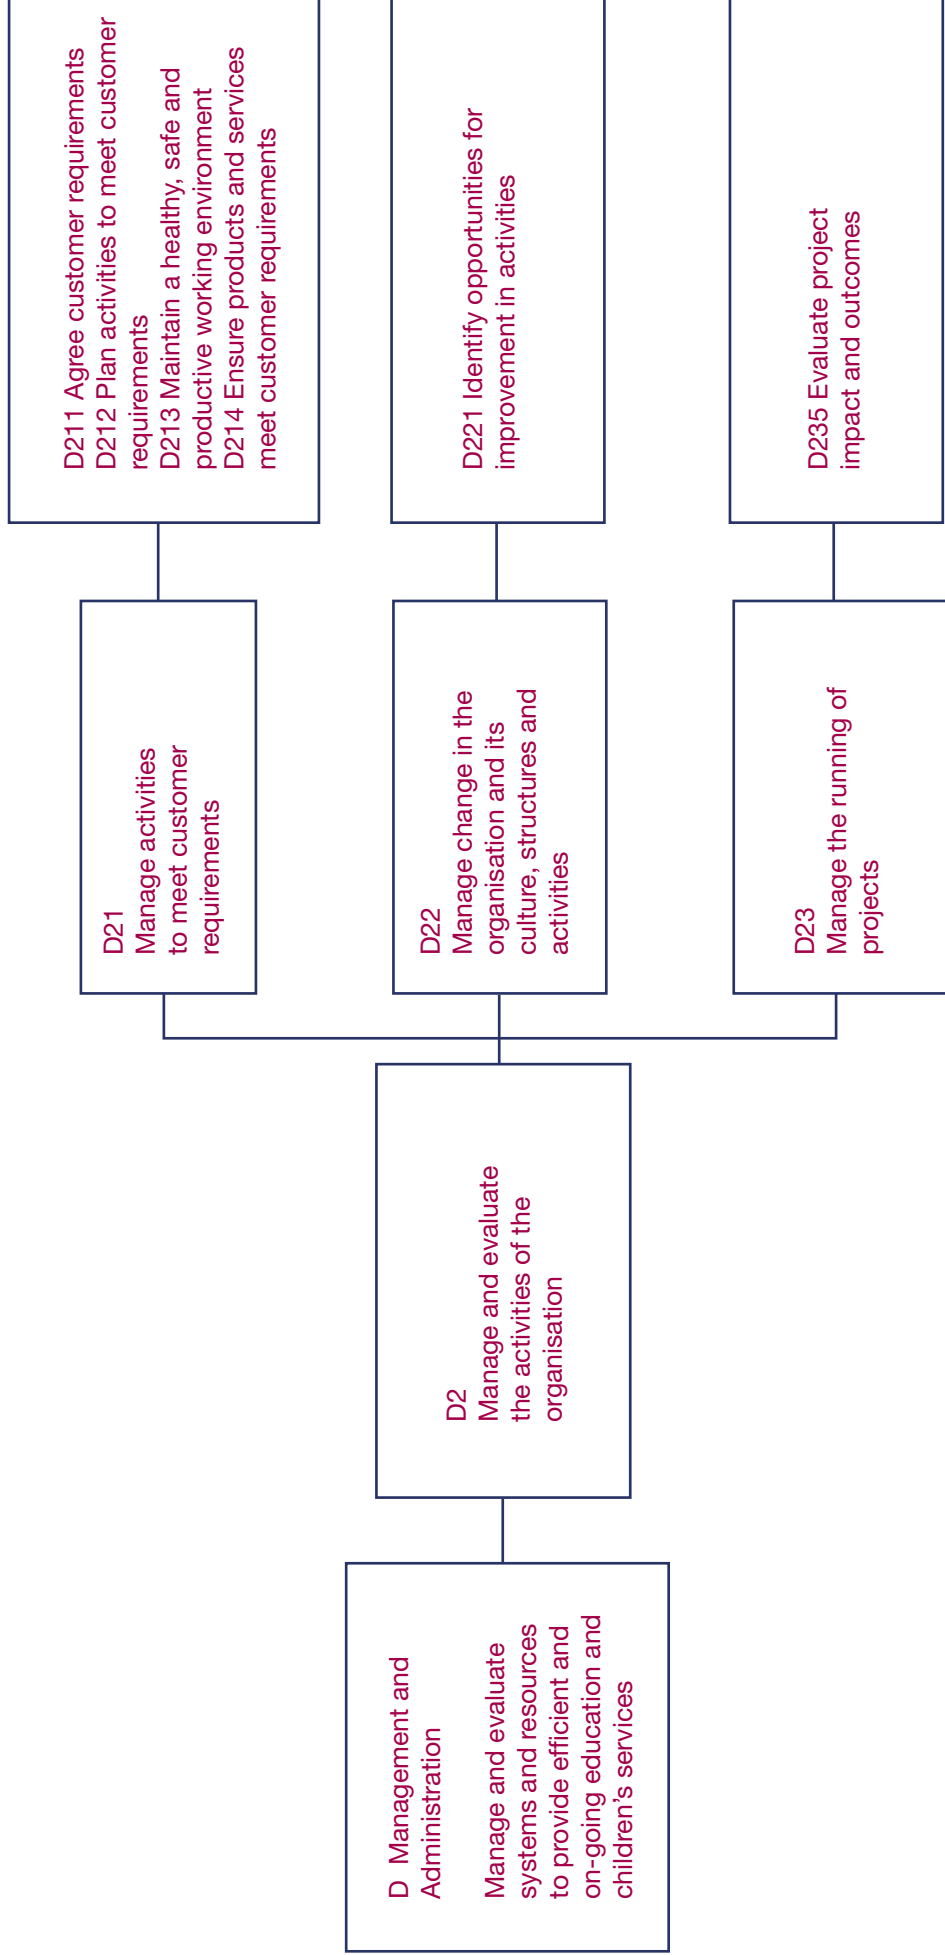 D  Management and
Administration
Manage and evaluate
systems and resources
to provide efficient and
on-going education and
children’s services
D2
Manage and evaluate
the activities of the
organisation
D21
Manage activities
to meet customer
requirements
D211 Agree customer requirements
D212 Plan activities to meet customer
requirements
D213 Maintain a healthy, safe and
productive working environment
D214 Ensure products and services
meet customer requirements
D22
Manage change in the
organisation and its
culture, structures and
activities
D221 Identify opportunities for
improvement in activities
D23
Manage the running of
projects
D235 Evaluate project
impact and outcomes